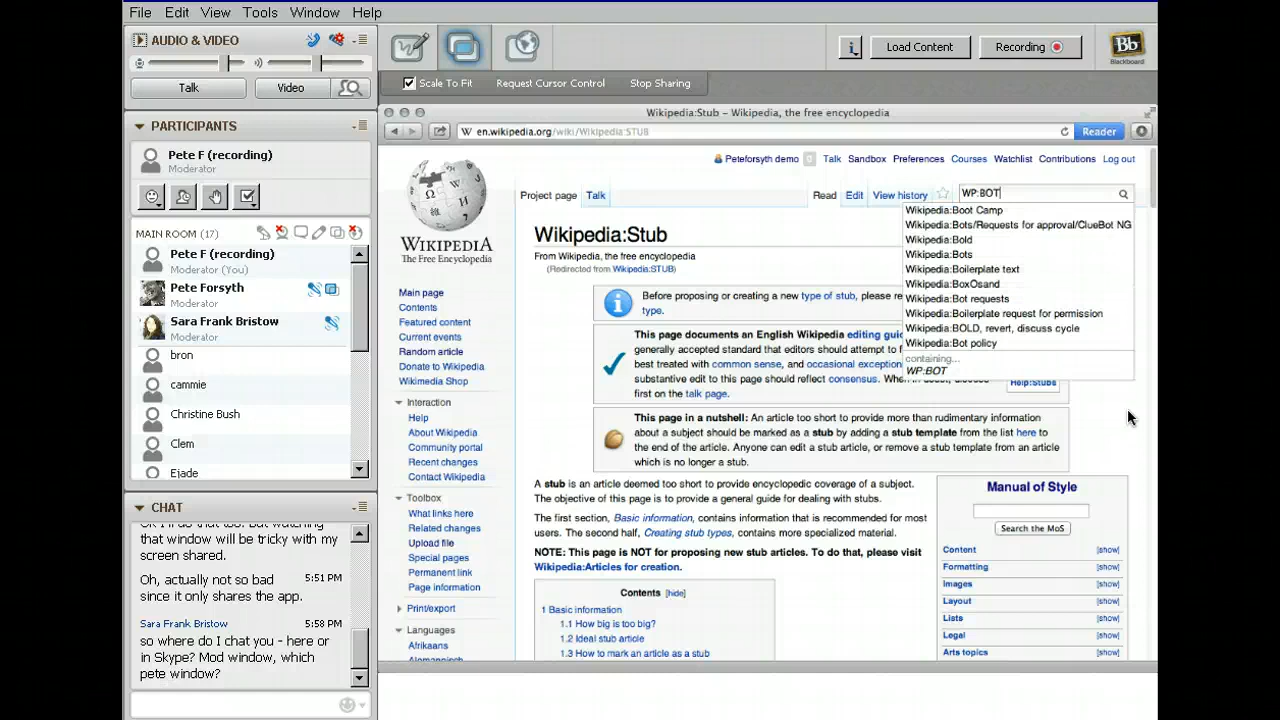 File Edit View Tools Window Help
AUDIO & VIDEO
Talk Video
PARTICIPANTS
Pete F (recording)
Moderator
MAIN ROOM (17)
Pete F (recording)
Moderator (You)
Pete Forsyth
Moderator
Sara Frank Bristow
Moderator
bron
cammie
Christine Bush
Clem
Ejade
CHAT
that window will be tricky with my
screen shared.
Oh, actually not so bad 5:51 PM
since it only shares the app.
Sara Frank Bristow 5:58 PM
so where do I chat you - here or
in Skype? Mod window, which
pete window?
i Load Content Recording Bb
Blackboard
Scale To Fit Request Cursor Control Stop Sharing
Wikipedia:Stub – Wikipedia, the free encyclopedia
W en.wikipedia.org/wiki/Wikipedia:STUB Reader
Peteforsyth demo 0 Talk Sandbox Preferences Courses Watchlist Contributions Log out
Project page Talk Read Edit View history WP:BOT
Wikipedia:Boot Camp
Wikipedia:Bots/Requests for approval/ClueBot NG
Wikipedia:Bold
Wikipedia:Bots
Wikipedia:Boilerplate text
Wikipedia:BoxOsand
Wikipedia:Bot requests
Wikipedia:Boilerplate request for permission
Wikipedia:BOLD, revert, discuss cycle
Wikipedia:Bot policy
containing...
WP:BOT
WIKIPEDIA
The Free Encyclopedia
Main page
Contents
Featured content
Current events
Random article
Donate to Wikipedia
Wikimedia Shop
Interaction
Help
About Wikipedia
Community portal
Recent changes
Contact Wikipedia
Toolbox
What links here
Related changes
Upload file
Special pages
Permanent link
Page information
Print/export
Languages
Afrikaans
Wikipedia:Stub
From Wikipedia, the free encyclopedia
(Redirected from Wikipedia:STUB)
Before proposing or creating a new type of stub, please re
type.
This page documents an English Wikipedia editing gui
generally accepted standard that editors should attempt to f
best treated with common sense, and occasional exception
substantive edit to this page should reflect consensus. When in doubt, discuss
first on the talk page.
Help:Stubs
This page in a nutshell: An article too short to provide more than rudimentary information
about a subject should be marked as a stub by adding a stub template from the list here to
the end of the article. Anyone can edit a stub article, or remove a stub template from an article
which is no longer a stub.
A stub is an article deemed too short to provide encyclopedic coverage of a subject.
The objective of this page is to provide a general guide for dealing with stubs.
The first section, Basic information, contains information that is recommended for most
users. The second half, Creating stub types, contains more specialized material.
NOTE: This page is NOT for proposing new stub articles. To do that, please visit
Wikipedia:Articles for creation.
Contents [hide]
1 Basic information
1.1 How big is too big?
1.2 Ideal stub article
1.3 How to mark an article as a stub
Manual of Style
Search the MoS
Content [show]
Formatting [show]
Images [show]
Layout [show]
Lists [show]
Legal [show]
Arts topics [show]